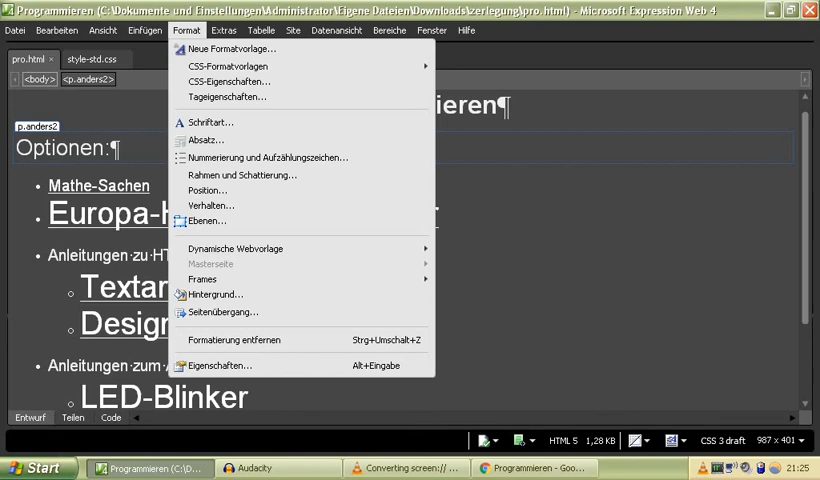 Programmieren (C:\Dokumente und Einstellungen\Administrator\Eigene Dateien\Downloads\zerlegung\pro.html) - Microsoft Expression Web 4
Datei Bearbeiten Ansicht Einfügen Format Extras Tabelle Site Datenansicht Bereiche Fenster Hilfe
pro.html × style-std.css
<body> <p.anders2>
ieren¶
p.anders2
Optionen:¶
• Mathe-Sachen
• Europa-
• Anleitungen·zu·
○ Textar
○ Design
• Anleitungen·zum·
○ LED-Blinker
Neue Formatvorlage...
CSS-Formatvorlagen
CSS-Eigenschaften...
Tageigenschaften...
Schriftart...
Absatz...
Nummerierung und Aufzählungszeichen...
Rahmen und Schattierung...
Position...
Verhalten...
Ebenen...
Dynamische Webvorlage
Masterseite
Frames
Hintergrund...
Seitenübergang...
Formatierung entfernen Strg+Umschalt+Z
Eigenschaften... Alt+Eingabe
Entwurf Teilen Code
HTML 5 1,28 KB CSS 3 draft 987 x 401
Start Programmieren (C:\D... Audacity Converting screen:// ... Programmieren - Goo... 21:25